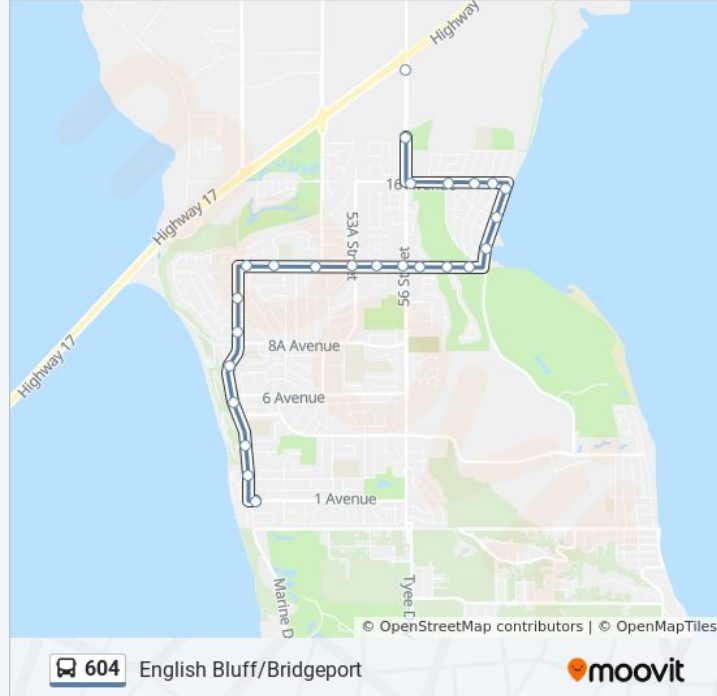 Highway
16
Highway 17
53A Street
56 Street
8A Avenue
Highway 17
6 Avenue
1 Avenue
Marine D
Tyee D
© OpenStreetMap contributors | © OpenMapTiles
604 English Bluff/Bridgeport
moovit